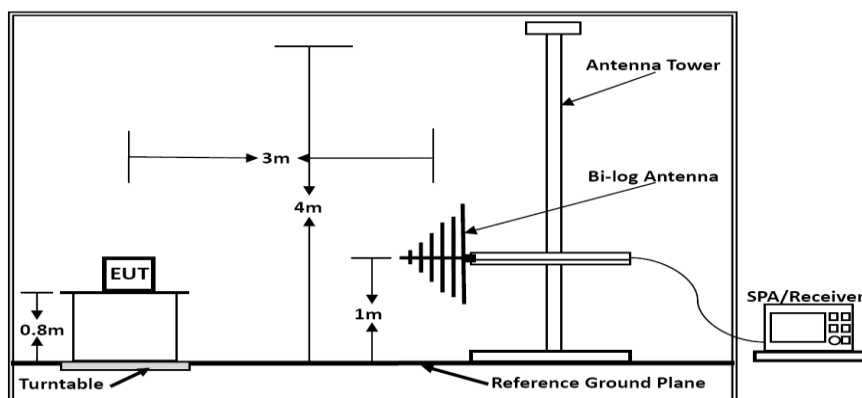 Antenna Tower
3m
Bi-log Antenna
4m
EUT
SPA/Receiver
0.8m
1m
Turntable
Reference Ground Plane